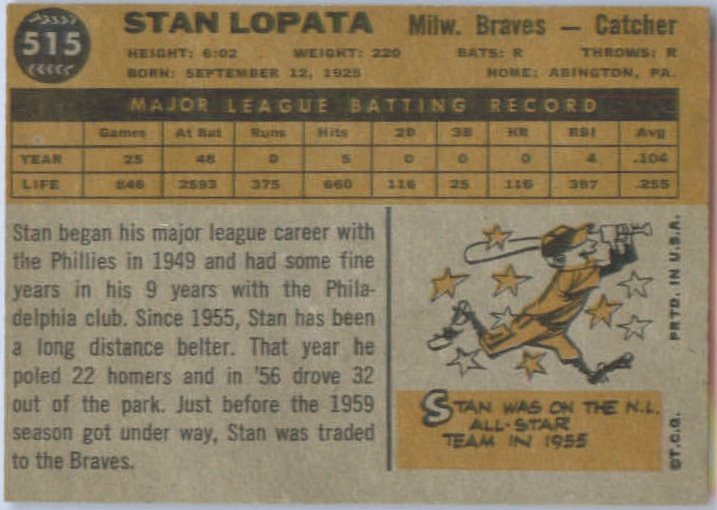 515
STAN LOPATA Milw. Braves — Catcher
HEIGHT: 6:02 WEIGHT: 220 BATS: R THROWS: R
BORN: SEPTEMBER 12, 1925 HOME: ABINGTON, PA.
MAJOR LEAGUE BATTING RECORD
Games At Bat Runs Hits 2B 3B HR RBI Avg
YEAR 25 48 0 5 0 0 0 4 .104
LIFE 846 2593 375 660 116 25 116 397 .255
Stan began his major league career with
the Phillies in 1949 and had some fine
years in his 9 years with the Phila-
delphia club. Since 1955, Stan has been
a long distance belter. That year he
poled 22 homers and in '56 drove 32
out of the park. Just before the 1959
season got under way, Stan was traded
to the Braves.
STAN WAS ON THE N.L.
ALL-STAR
TEAM IN 1955
©T.C.G. PRTD. IN U.S.A.